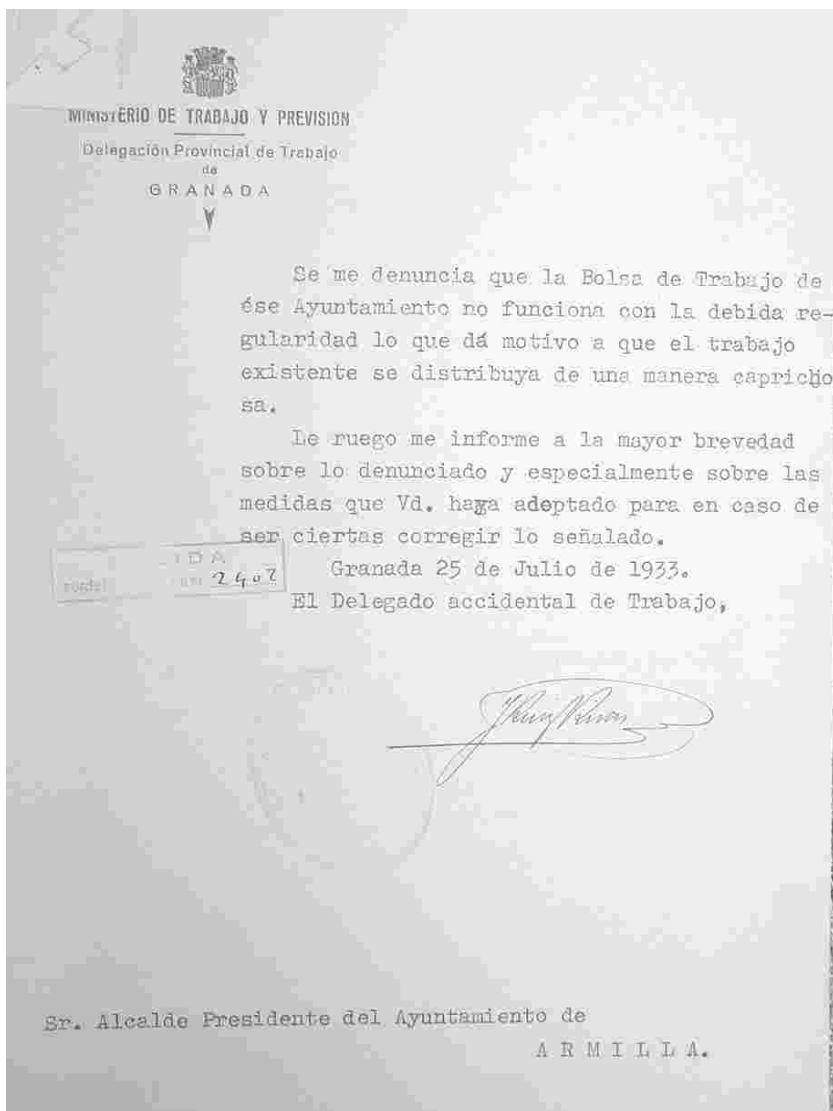 MINISTERIO DE TRABAJO Y PREVISION
Delegación Provincial de Trabajo
de
GRANADA
Se me denuncia que la Bolsa de Trabajo de
ése Ayuntamiento no funciona con la debida re-
gularidad lo que dá motivo a que el trabajo
existente se distribuya de una manera capricho
sa.
Le ruego me informe a la mayor brevedad
sobre lo denunciado y especialmente sobre las
medidas que Vd. haya adoptado para en caso de
ser ciertas corregir lo señalado.
IDA
2402
Granada 25 de Julio de 1933.
El Delegado accidental de Trabajo,
Sr. Alcalde Presidente del Ayuntamiento de
ARMILLA.